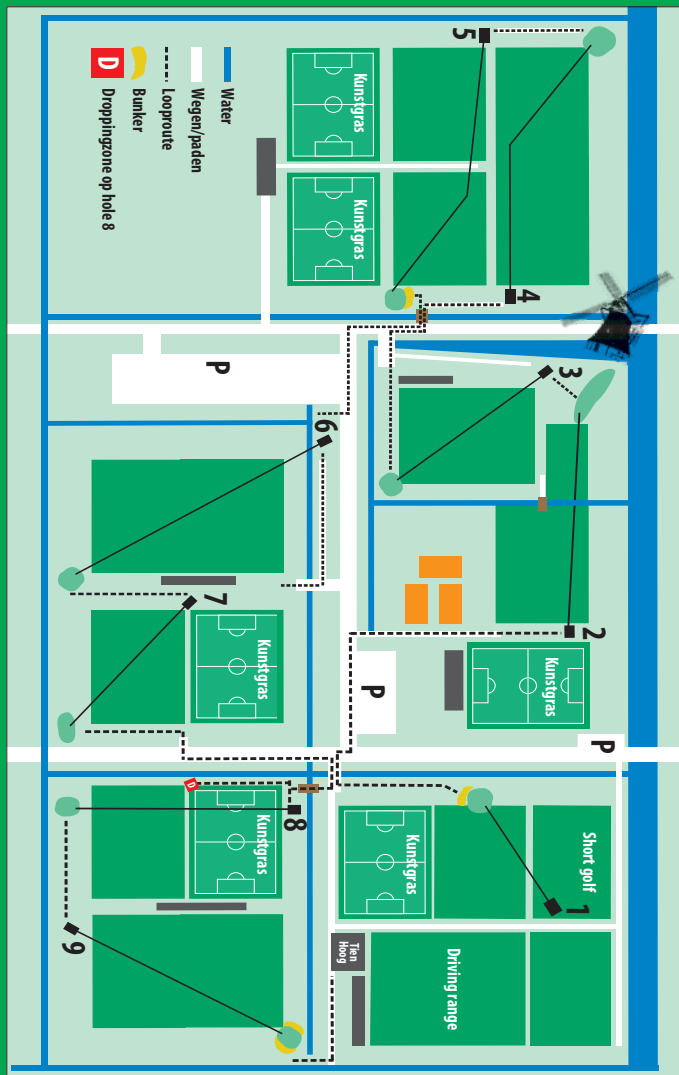 P
2
Short golf
3
1
Kunstgras
4
5
Driving range
Kunstgras
P
Kunstgras
Kunstgras
Tien
Hoog
6
8
Kunstgras
Kunstgras
P
7
Water
Wegen/paden
Looproute
Bunker
D Droppingzone op hole 8
D
9